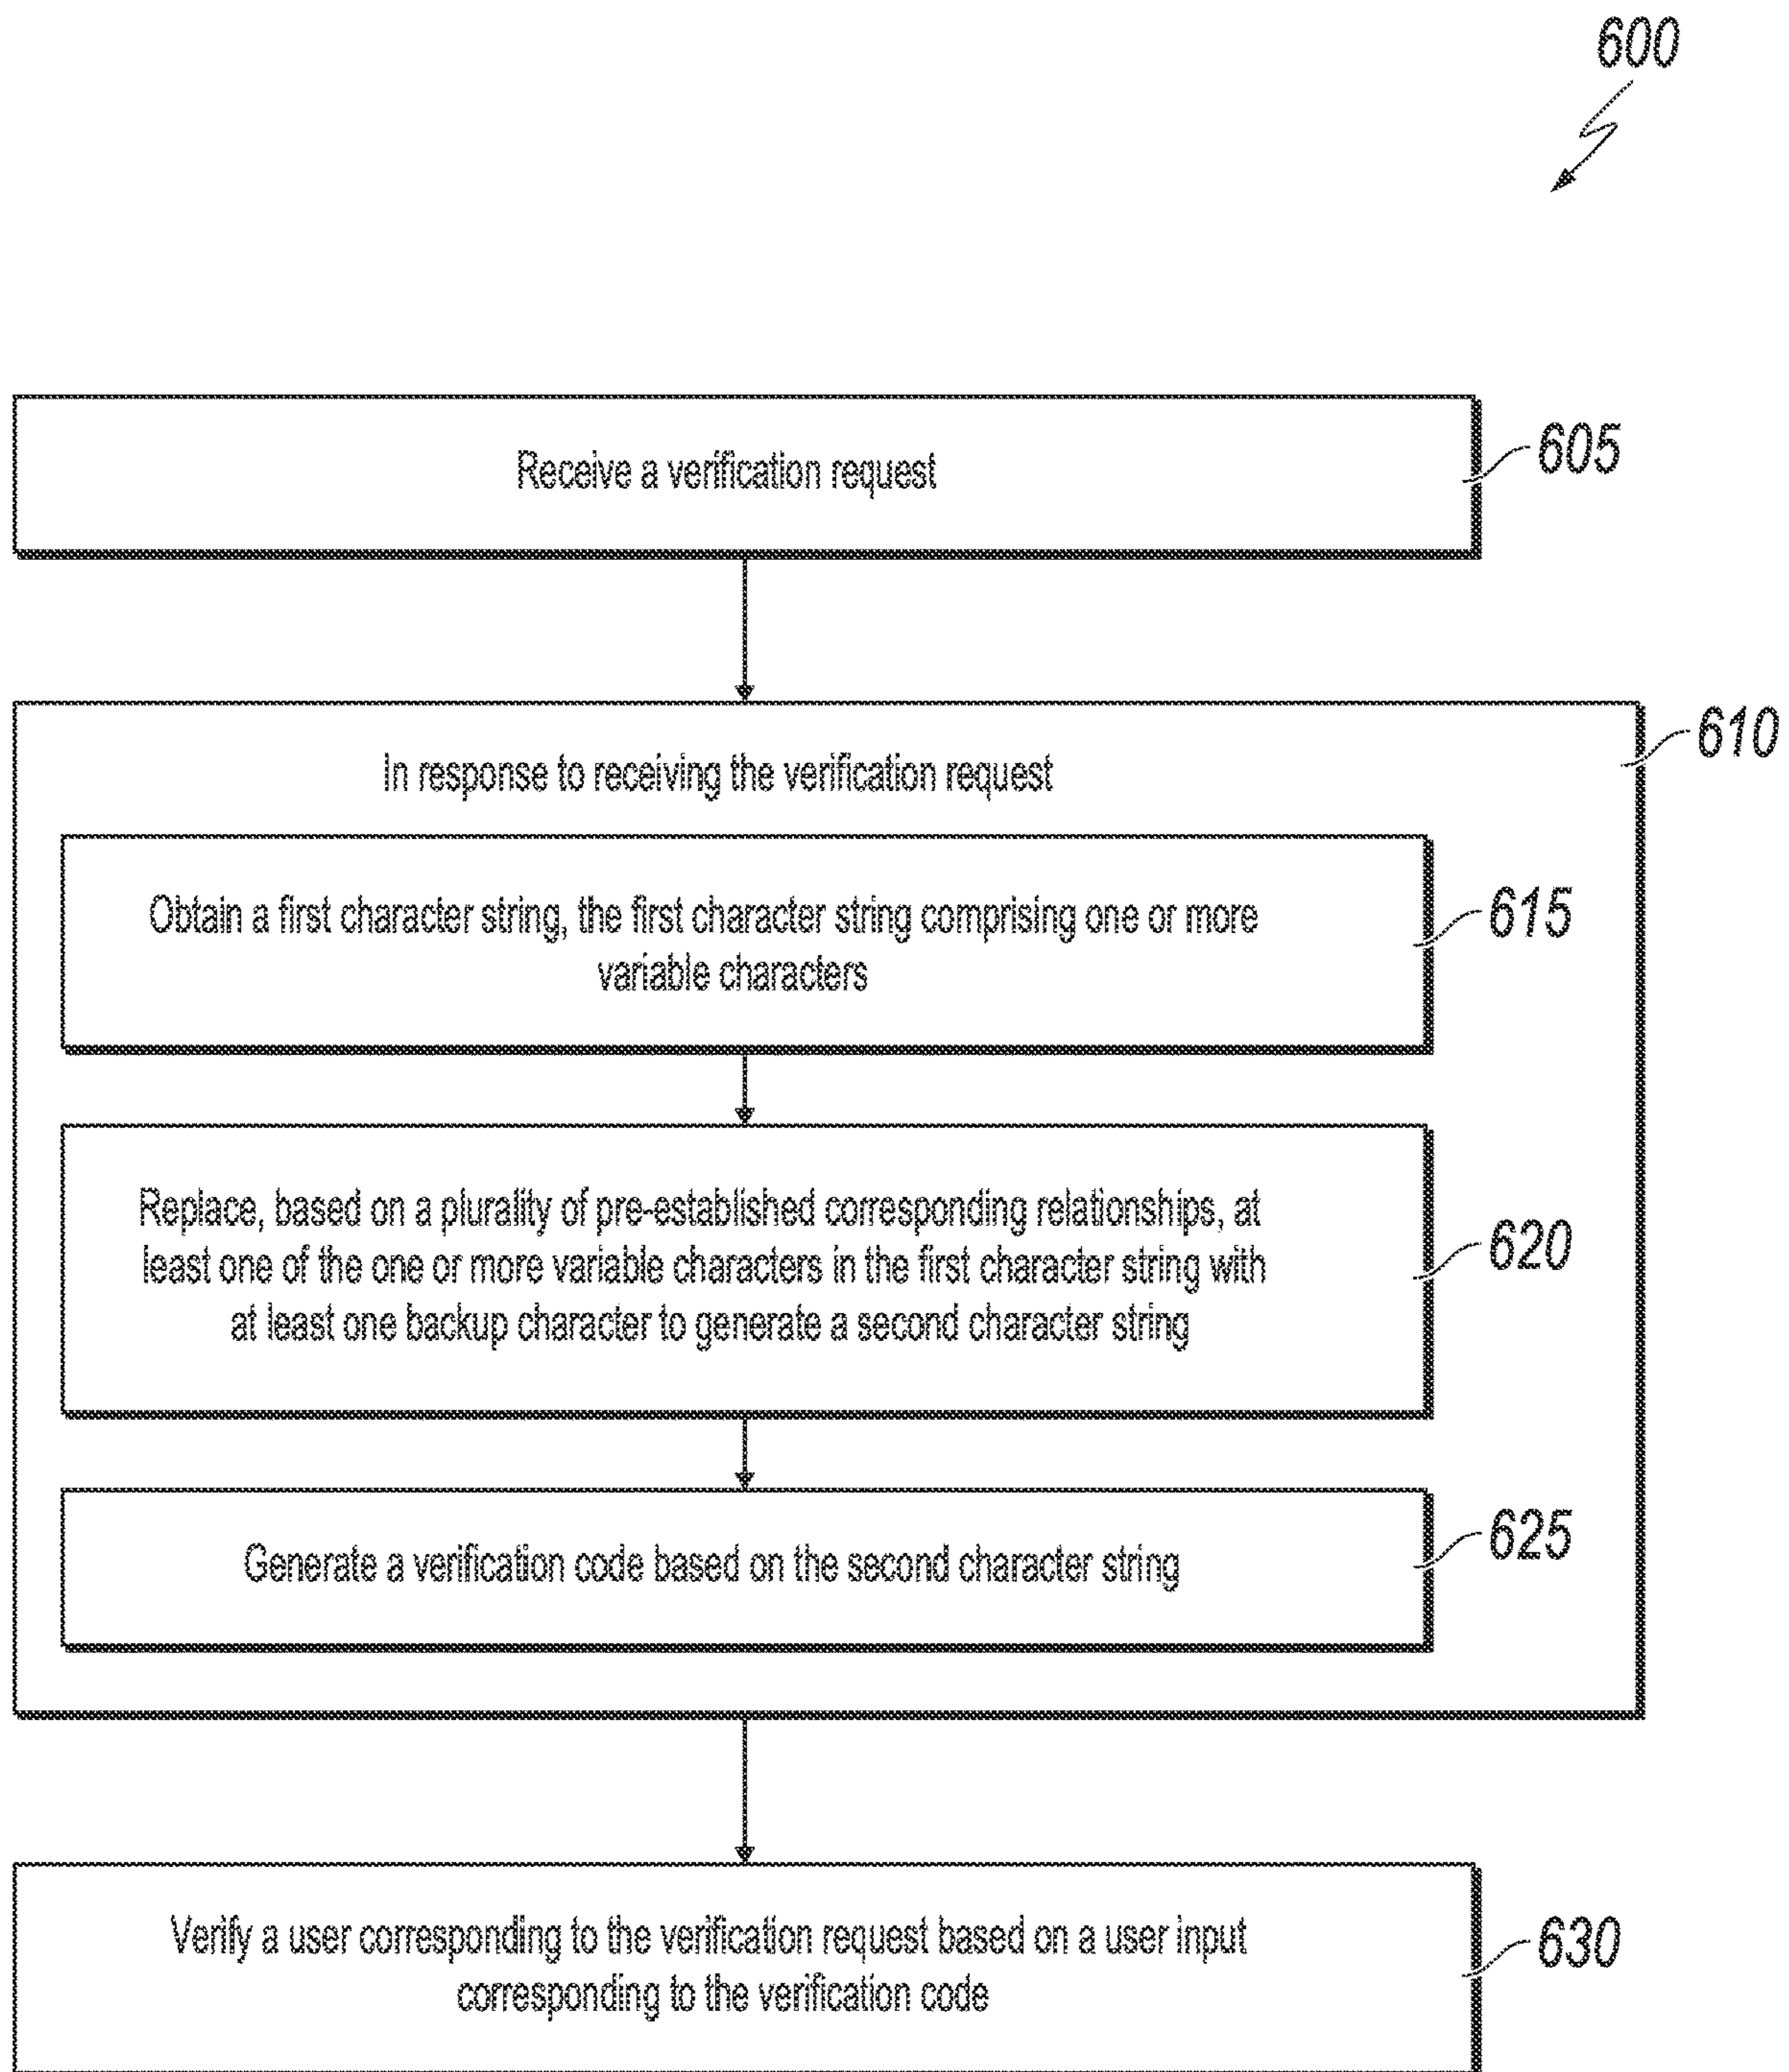 600
Receive a verification request
605
In response to receiving the verification request
610
Obtain a first character string, the first character string comprising one or more
variable characters
615
Replace, based on a plurality of pre-established corresponding relationships, at
least one of the one or more variable characters in the first character string with
at least one backup character to generate a second character string
620
Generate a verification code based on the second character string
625
Verify a user corresponding to the verification request based on a user input
corresponding to the verification code
630